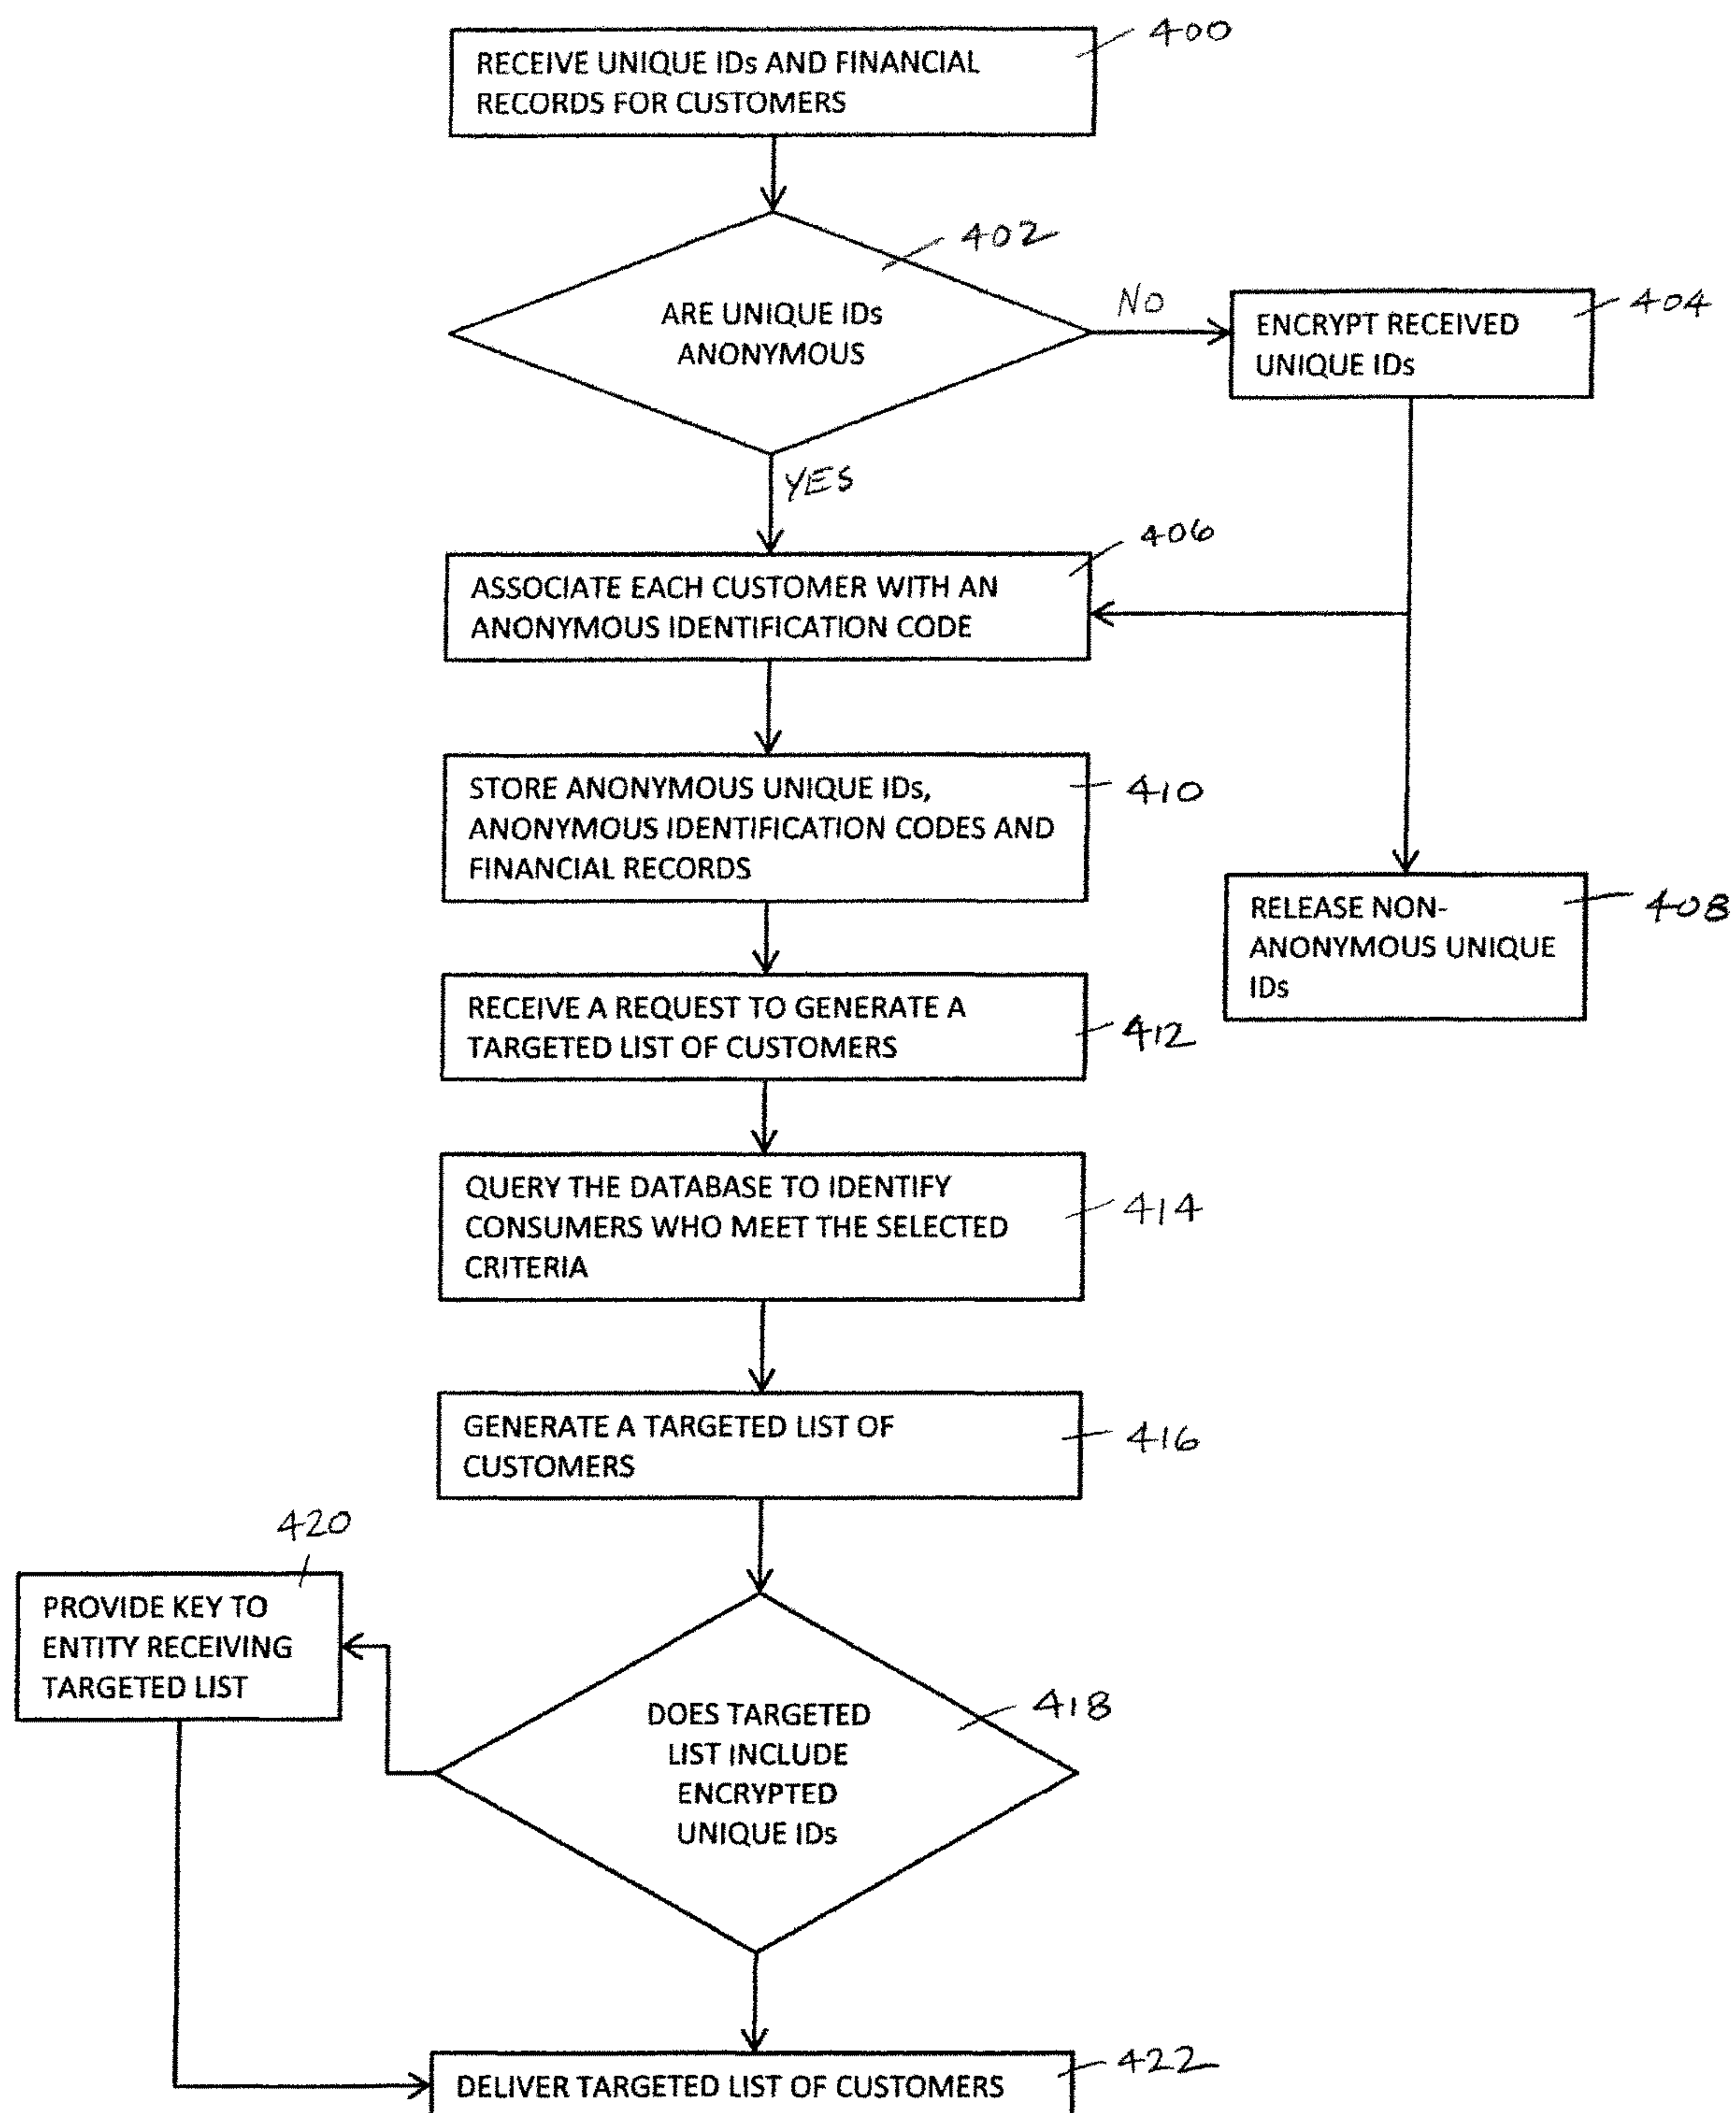 400
RECEIVE UNIQUE IDs AND FINANCIAL
RECORDS FOR CUSTOMERS
402
ARE UNIQUE IDs
ANONYMOUS
NO
404
ENCRYPT RECEIVED
UNIQUE IDs
YES
406
ASSOCIATE EACH CUSTOMER WITH AN
ANONYMOUS IDENTIFICATION CODE
410
STORE ANONYMOUS UNIQUE IDs,
ANONYMOUS IDENTIFICATION CODES AND
FINANCIAL RECORDS
408
RELEASE NON-
ANONYMOUS UNIQUE
IDs
412
RECEIVE A REQUEST TO GENERATE A
TARGETED LIST OF CUSTOMERS
414
QUERY THE DATABASE TO IDENTIFY
CONSUMERS WHO MEET THE SELECTED
CRITERIA
416
GENERATE A TARGETED LIST OF
CUSTOMERS
420
PROVIDE KEY TO
ENTITY RECEIVING
TARGETED LIST
418
DOES TARGETED
LIST INCLUDE
ENCRYPTED
UNIQUE IDs
422
DELIVER TARGETED LIST OF CUSTOMERS